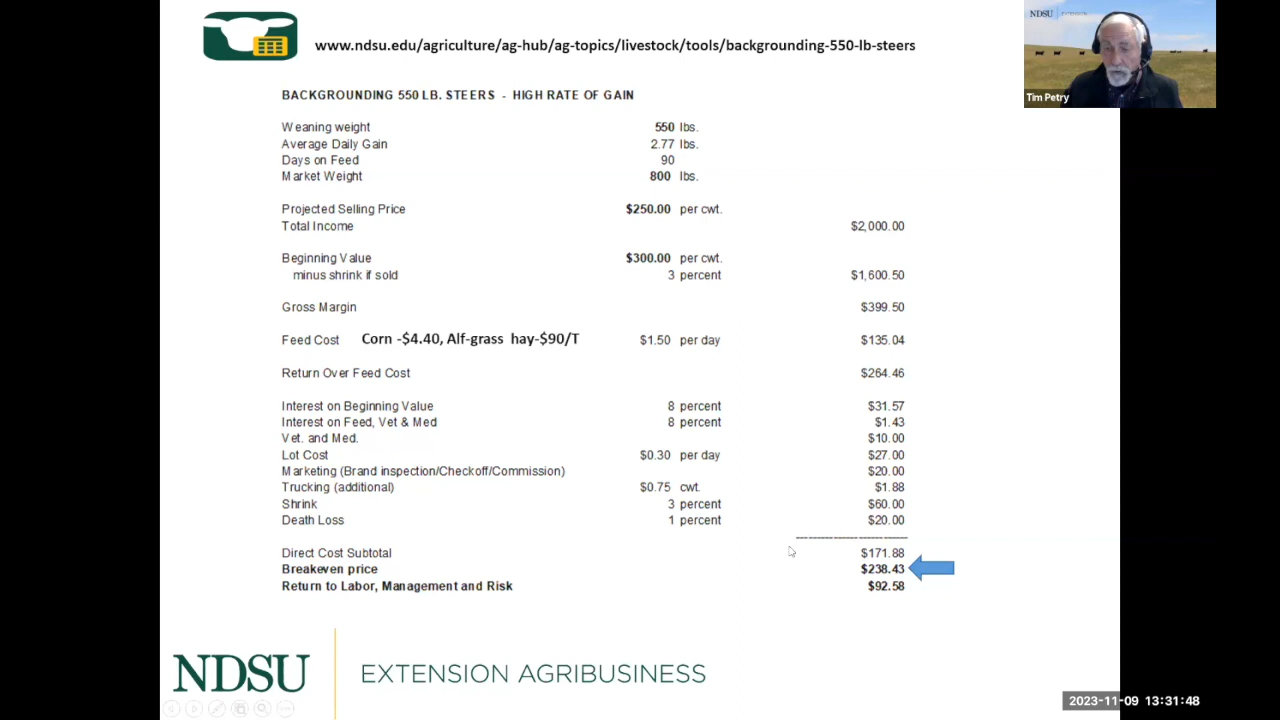 NDSU EXTENSION
www.ndsu.edu/agriculture/ag-hub/ag-topics/livestock/tools/backgrounding-550-lb-steers
Tim Petry
BACKGROUNDING 550 LB. STEERS - HIGH RATE OF GAIN
Weaning weight 550 lbs.
Average Daily Gain 2.77 lbs.
Days on Feed 90
Market Weight 800 lbs.
Projected Selling Price $250.00 per cwt.
Total Income $2,000.00
Beginning Value $300.00 per cwt.
minus shrink if sold 3 percent $1,600.50
Gross Margin $399.50
Feed Cost Corn -$4.40, Alf-grass hay-$90/T $1.50 per day $135.04
Return Over Feed Cost $264.46
Interest on Beginning Value 8 percent $31.57
Interest on Feed, Vet & Med 8 percent $1.43
Vet. and Med. $10.00
Lot Cost $0.30 per day $27.00
Marketing (Brand inspection/Checkoff/Commission) $20.00
Trucking (additional) $0.75 cwt. $1.88
Shrink 3 percent $60.00
Death Loss 1 percent $20.00
Direct Cost Subtotal $171.88
Breakeven price $238.43
Return to Labor, Management and Risk $92.58
NDSU EXTENSION AGRIBUSINESS
2023-11-09 13:31:48